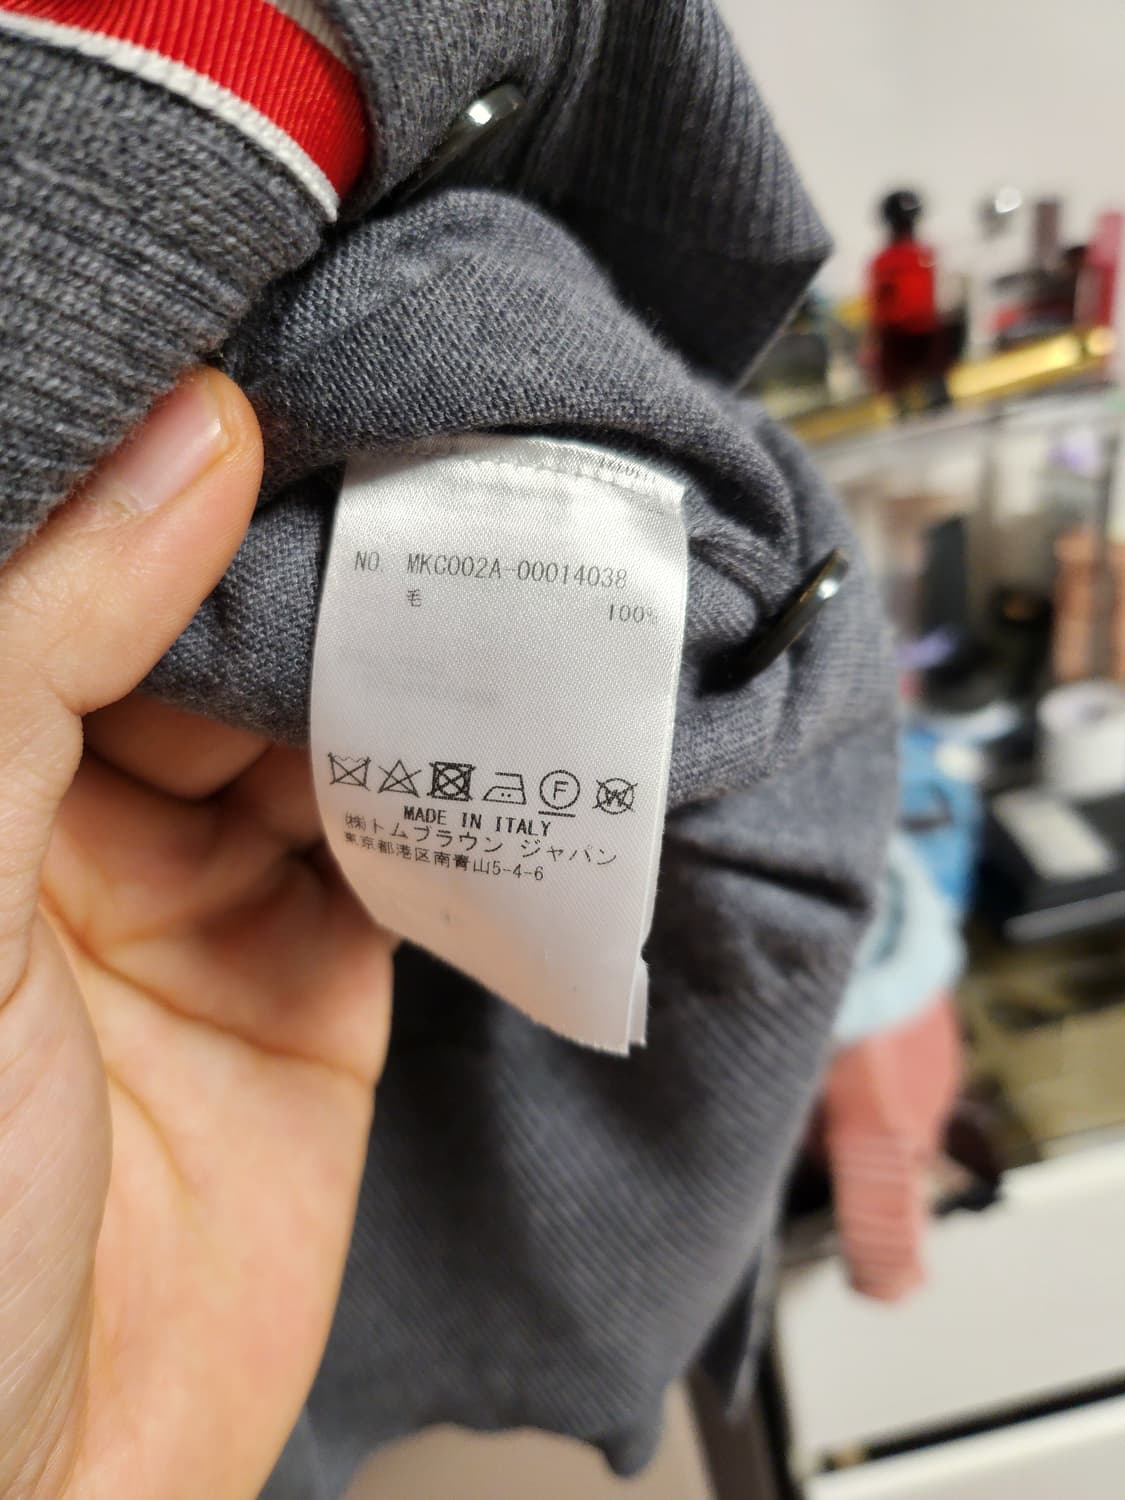 NO MKC002A-00014038
毛 100%
MADE IN ITALY
㈱トムブラウン ジャパン
東京都港区南青山5-4-6